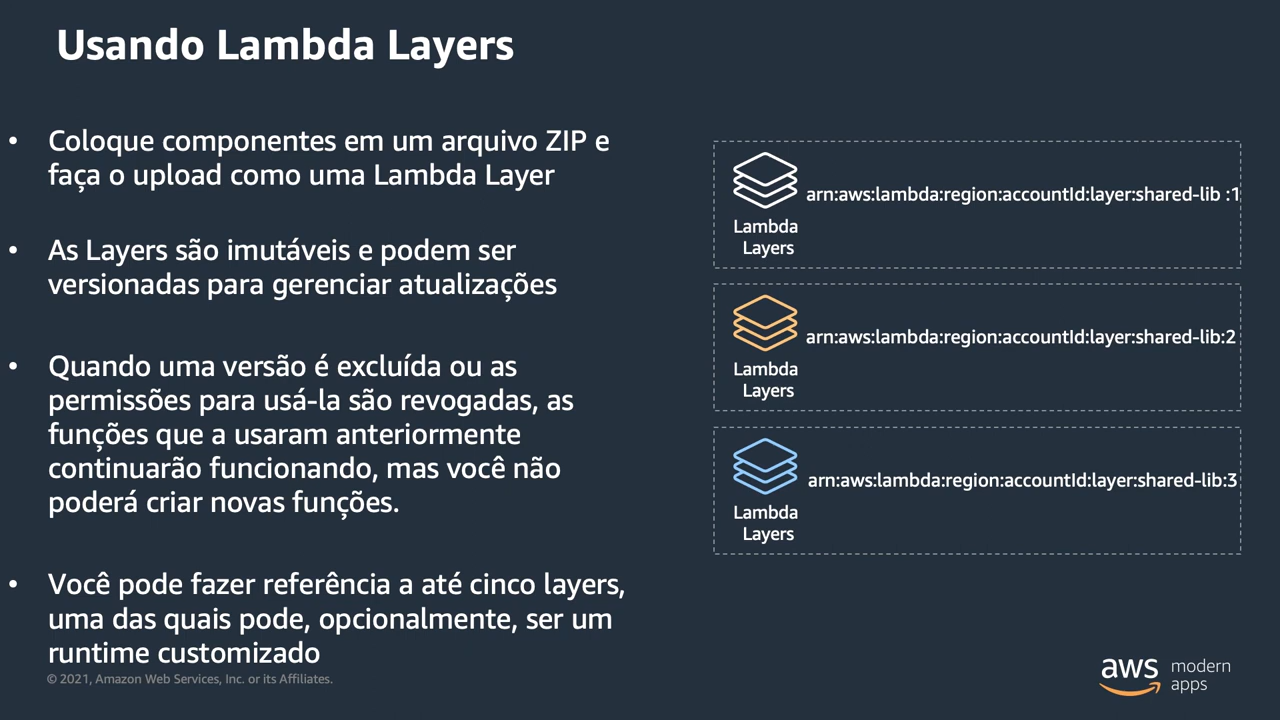 Usando Lambda Layers
• Coloque componentes em um arquivo ZIP e
faça o upload como uma Lambda Layer
• As Layers são imutáveis e podem ser
versionadas para gerenciar atualizações
• Quando uma versão é excluída ou as
permissões para usá-la são revogadas, as
funções que a usaram anteriormente
continuarão funcionando, mas você não
poderá criar novas funções.
• Você pode fazer referência a até cinco layers,
uma das quais pode, opcionalmente, ser um
runtime customizado
arn:aws:lambda:region:accountId:layer:shared-lib :1
Lambda
Layers
arn:aws:lambda:region:accountId:layer:shared-lib:2
Lambda
Layers
arn:aws:lambda:region:accountId:layer:shared-lib:3
Lambda
Layers
© 2021, Amazon Web Services, Inc. or its Affiliates.
aws modern
apps